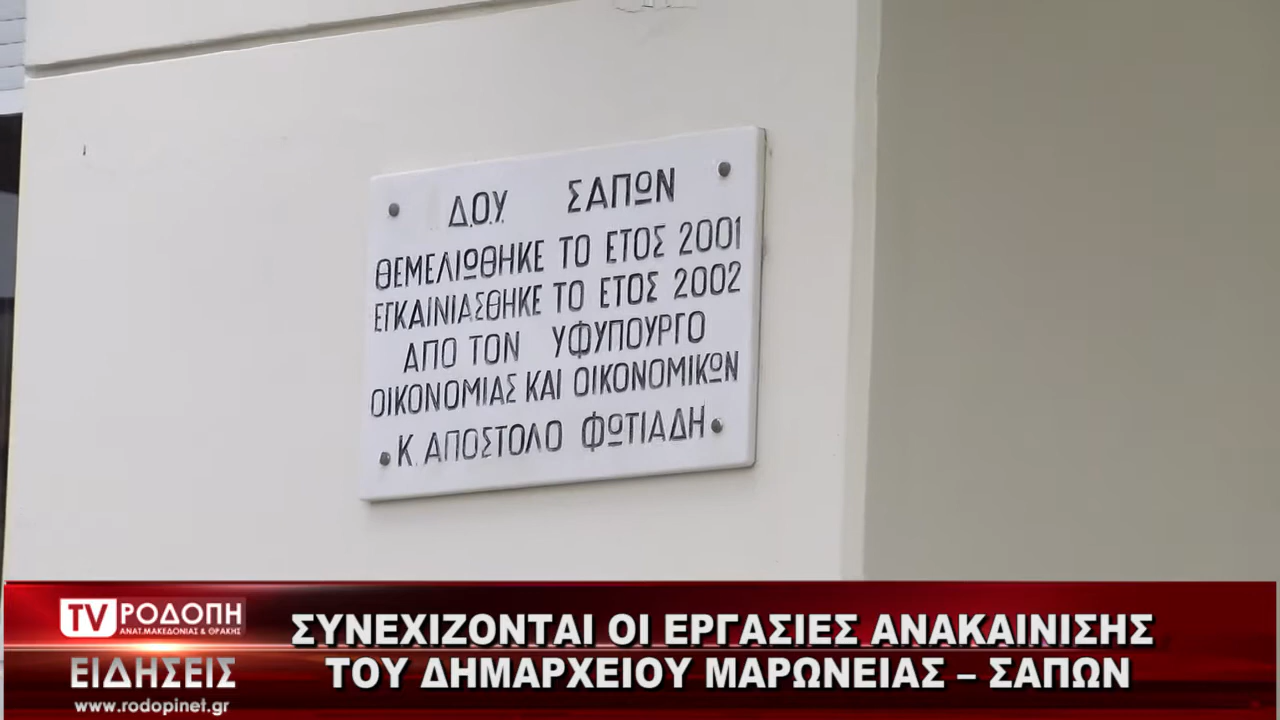 Δ.Ο.Υ. ΣΑΠΩΝ
ΘΕΜΕΛΙΩΘΗΚΕ ΤΟ ΕΤΟΣ 2001
ΕΓΚΑΙΝΙΑΣΘΗΚΕ ΤΟ ΕΤΟΣ 2002
ΑΠΟ ΤΟΝ ΥΦΥΠΟΥΡΓΟ
ΟΙΚΟΝΟΜΙΑΣ ΚΑΙ ΟΙΚΟΝΟΜΙΚΩΝ
Κ. ΑΠΟΣΤΟΛΟ ΦΩΤΙΑΔΗ
TV ΡΟΔΟΠΗ
ΑΝΑΤ.ΜΑΚΕΔΟΝΙΑΣ & ΘΡΑΚΗΣ
ΕΙΔΗΣΕΙΣ
www.rodopinet.gr
ΣΥΝΕΧΙΖΟΝΤΑΙ ΟΙ ΕΡΓΑΣΙΕΣ ΑΝΑΚΑΙΝΙΣΗΣ
ΤΟΥ ΔΗΜΑΡΧΕΙΟΥ ΜΑΡΩΝΕΙΑΣ – ΣΑΠΩΝ